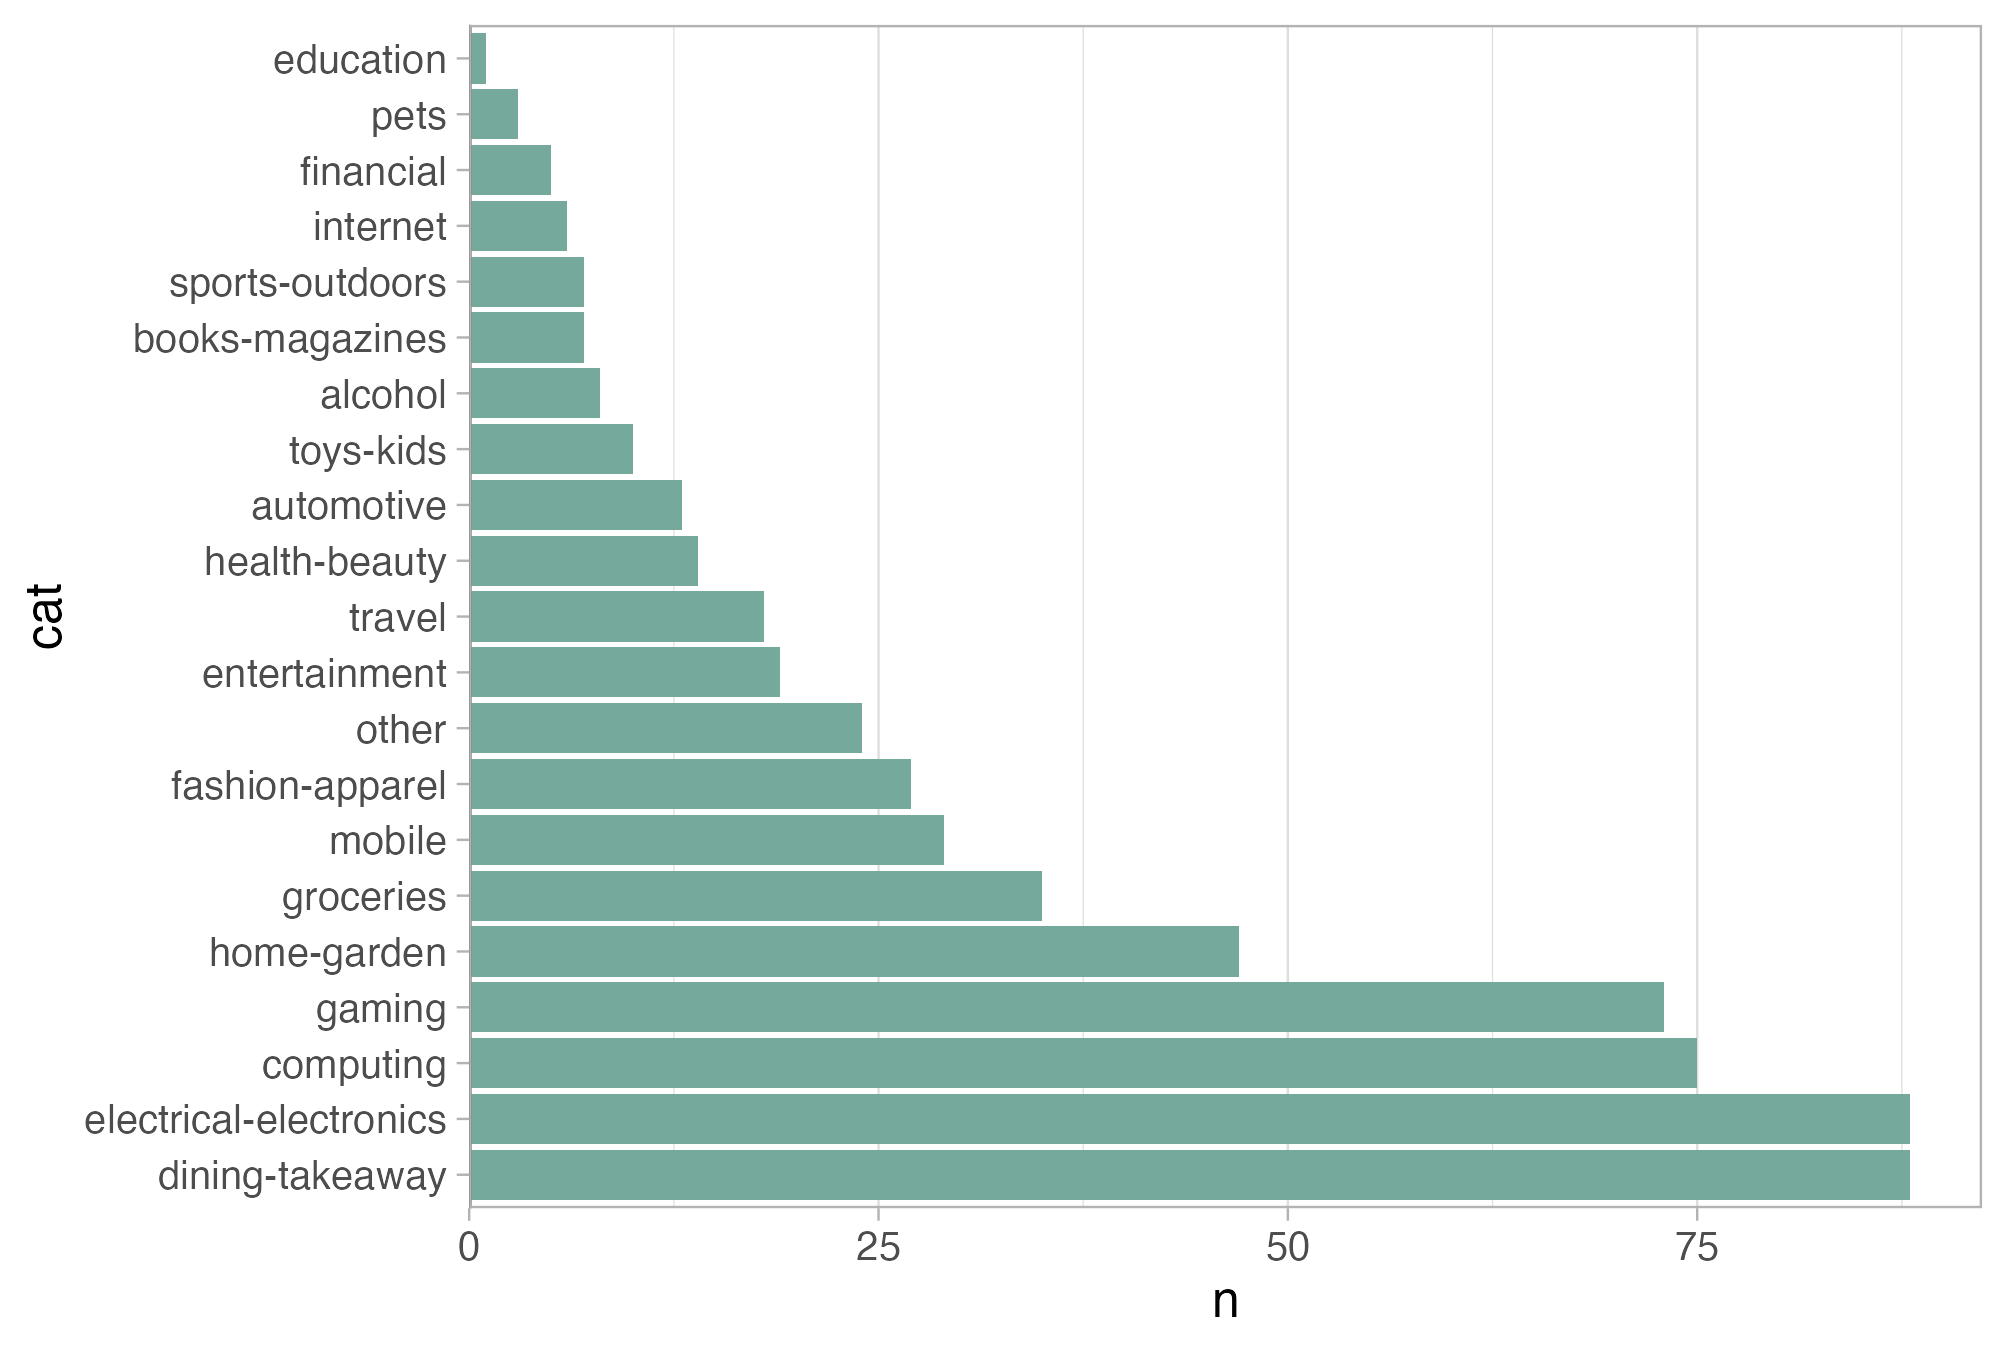 education
pets
financial
internet
sports-outdoors
books-magazines
alcohol
toys-kids
automotive
health-beauty
travel
entertainment
other
fashion-apparel
mobile
groceries
home-garden
gaming
computing
electrical-electronics
dining-takeaway
cat
0 25 50 75
n